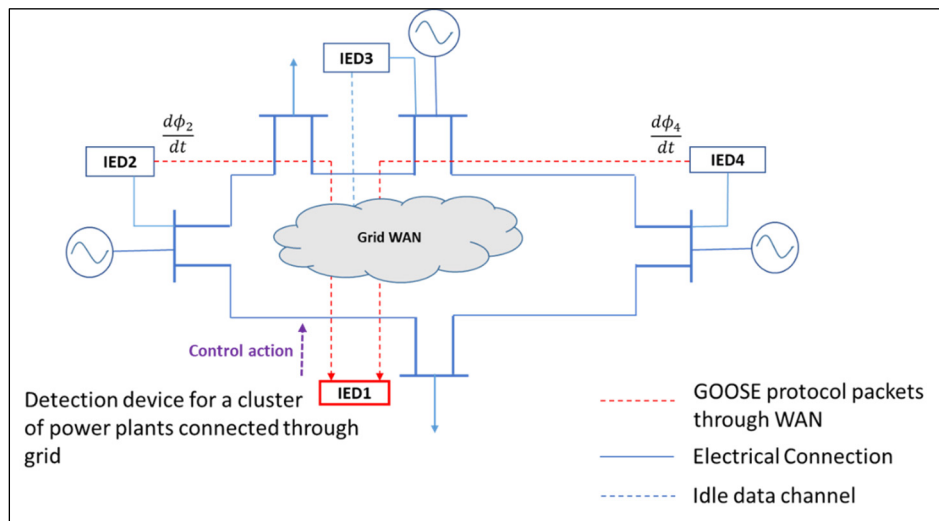 IED3
dϕ₂
dt
dϕ₄
dt
IED2
IED4
Grid WAN
Control action
IED1
Detection device for a cluster
of power plants connected through
grid
GOOSE protocol packets
through WAN
Electrical Connection
Idle data channel